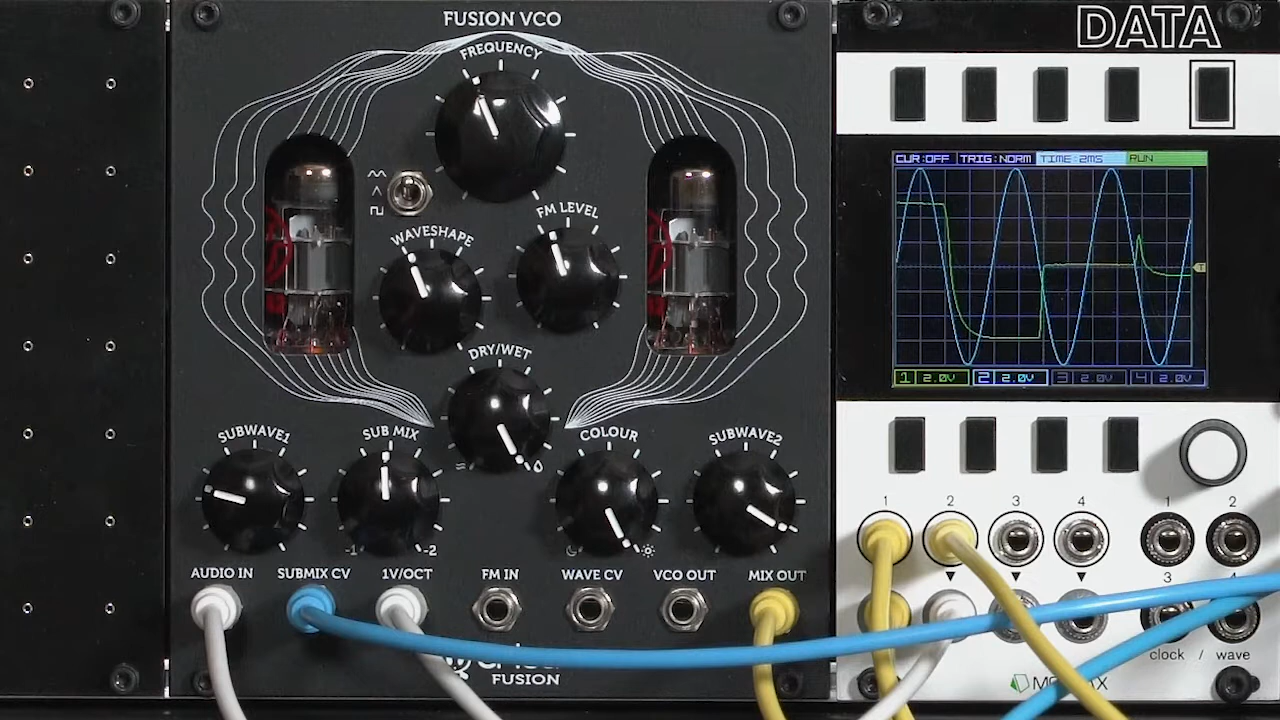 FUSION VCO
FREQUENCY
WAVESHAPE
FM LEVEL
DRY/WET
SUBWAVE1
SUB MIX
COLOUR
SUBWAVE2
-1
-2
AUDIO IN
SUBMIX CV
1V/OCT
FM IN
WAVE CV
VCO OUT
MIX OUT
FUSION
DATA
CUR:OFF TRIG:NORM TIME:2MS RUN
T
1 2.0V 2 2.0V 3 2.0V 4 2.0V
1 2 3 4 1 2
3 4
clock / wave